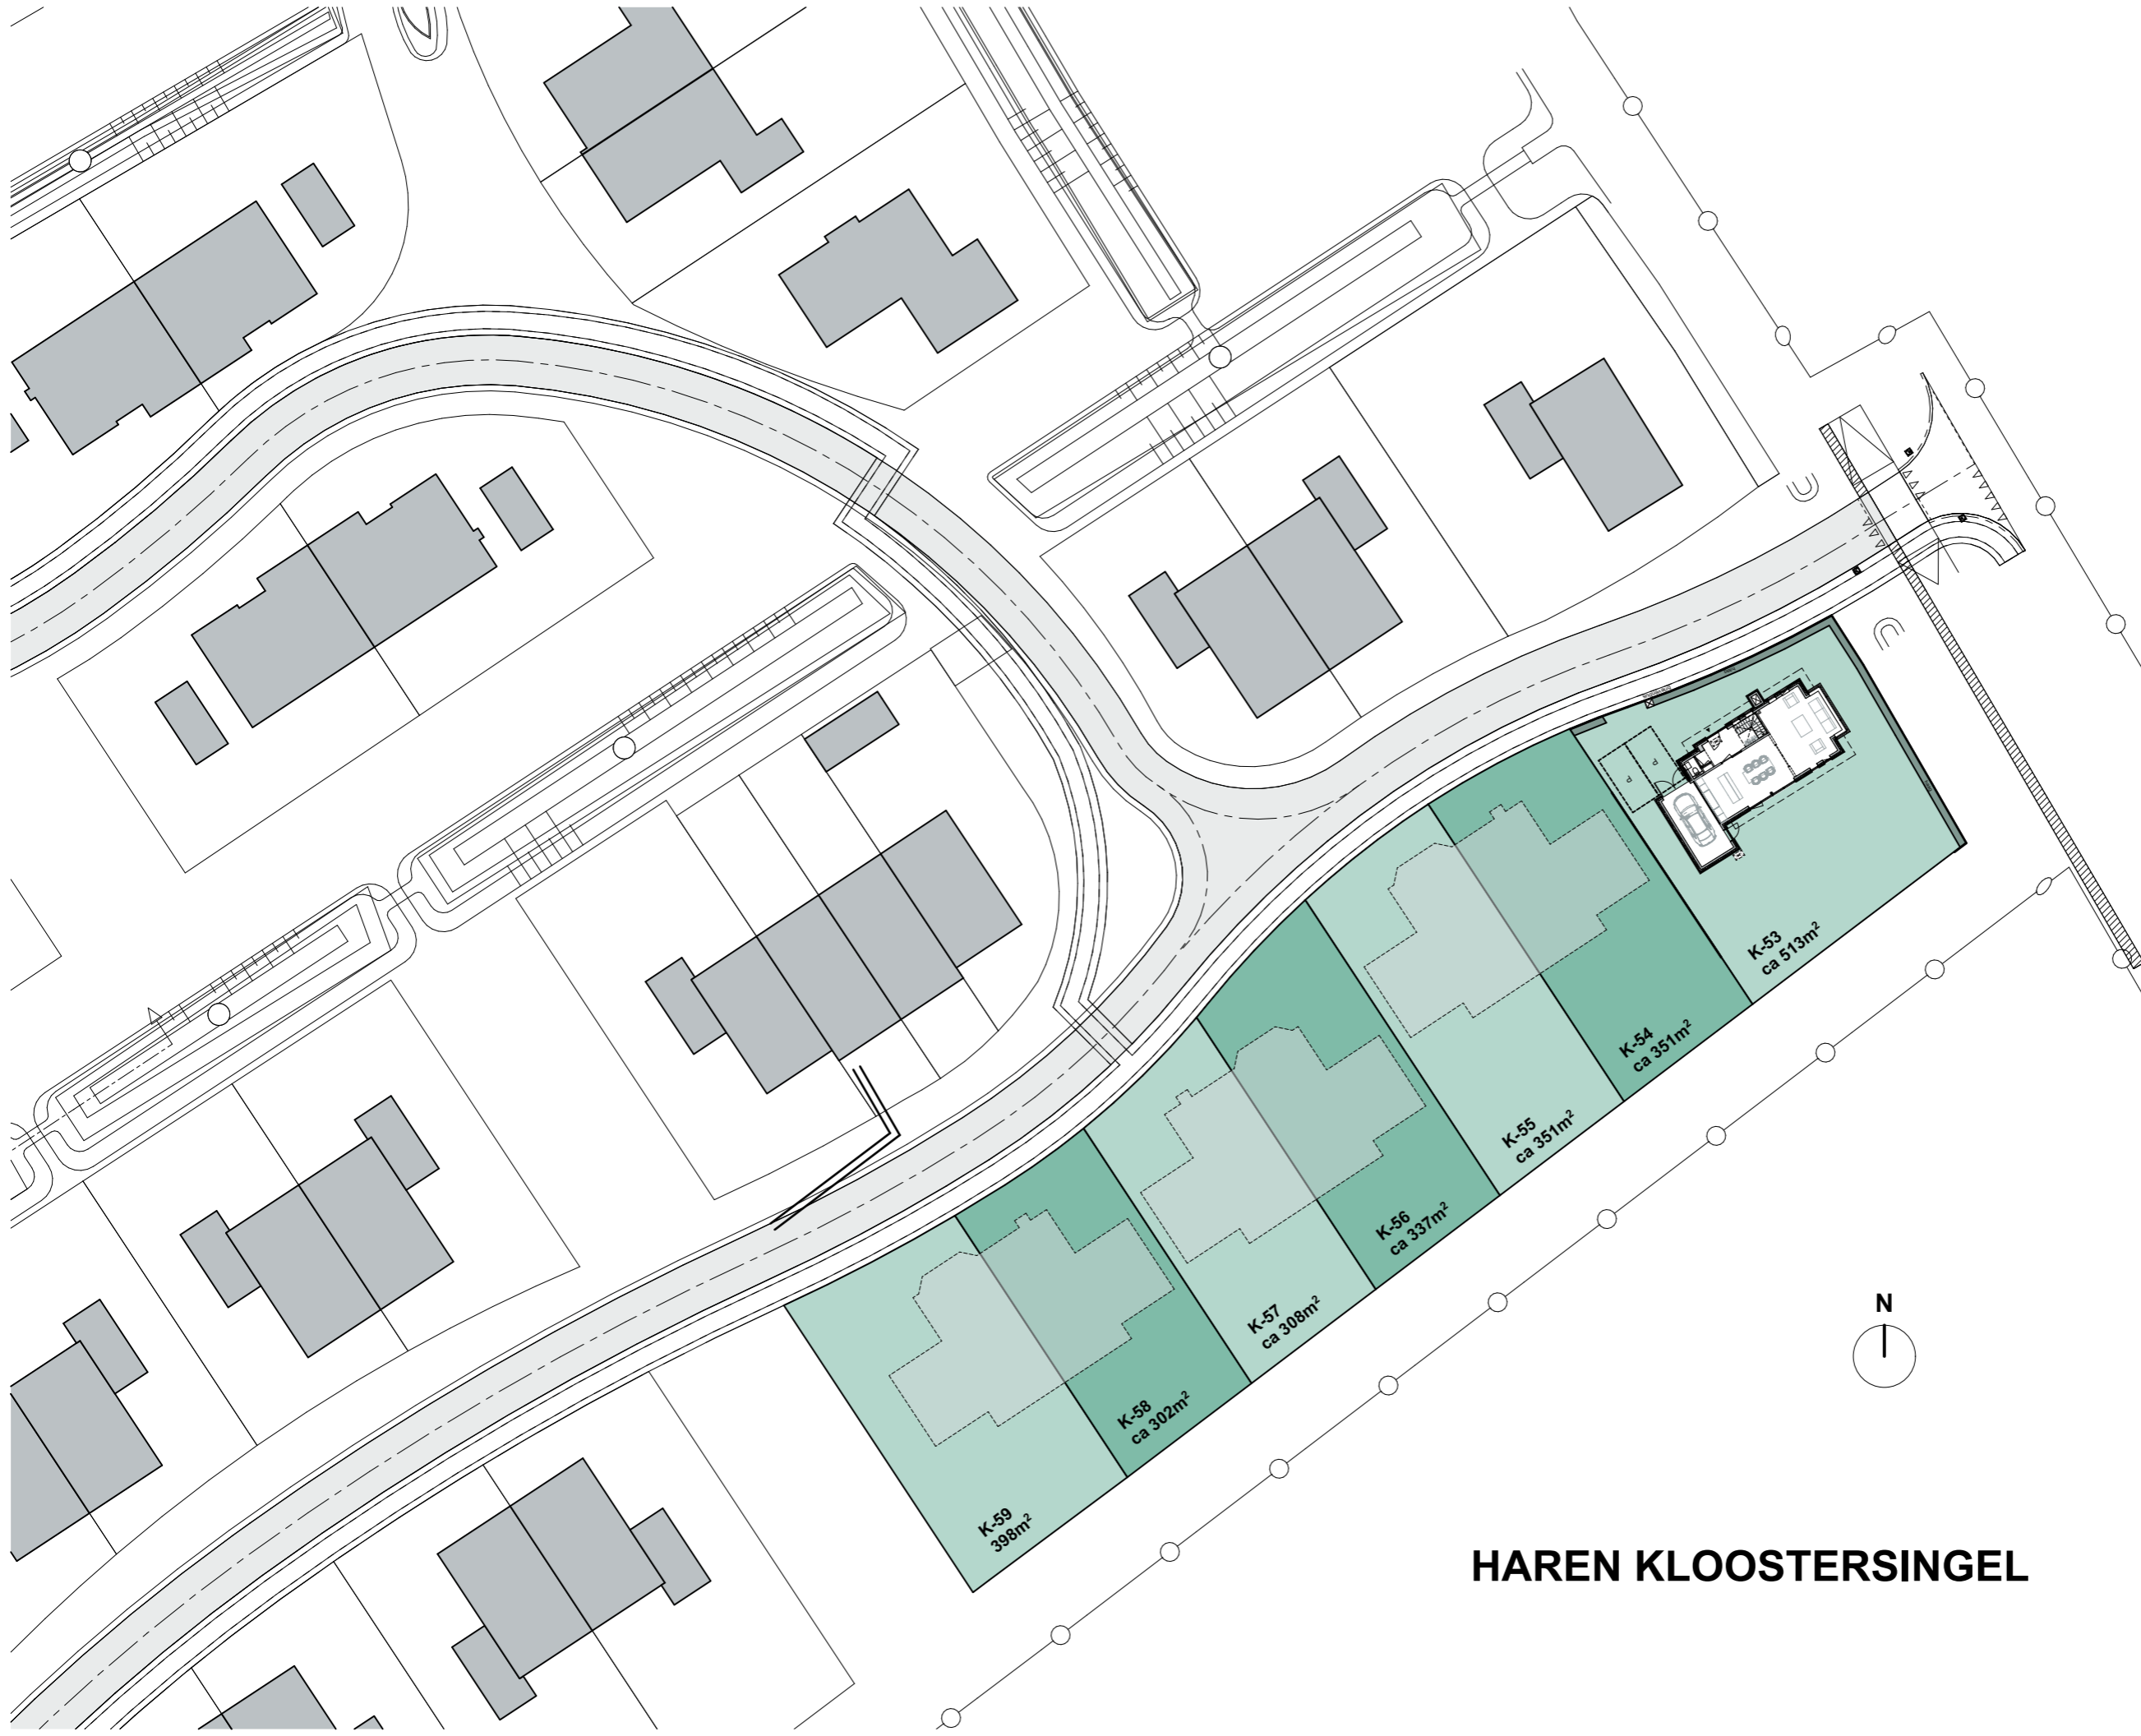 K-53
ca 513m²
K-54
ca 351m²
K-55
ca 351m²
K-56
ca 337m²
K-57
ca 308m²
K-58
ca 302m²
K-59
398m²
P
P
N
HAREN KLOOSTERSINGEL